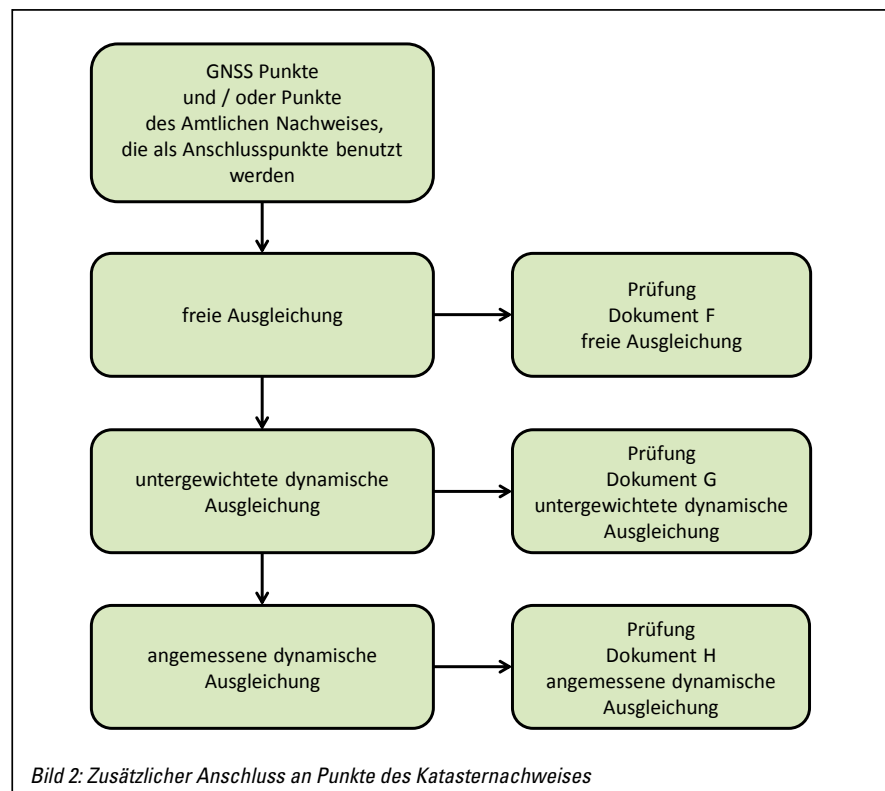 GNSS Punkte
und / oder Punkte
des Amtlichen Nachweises,
die als Anschlusspunkte benutzt
werden
freie Ausgleichung
Prüfung
Dokument F
freie Ausgleichung
untergewichtete dynamische
Ausgleichung
Prüfung
Dokument G
untergewichtete dynamische
Ausgleichung
angemessene dynamische
Ausgleichung
Prüfung
Dokument H
angemessene dynamische
Ausgleichung
Bild 2: Zusätzlicher Anschluss an Punkte des Katasternachweises